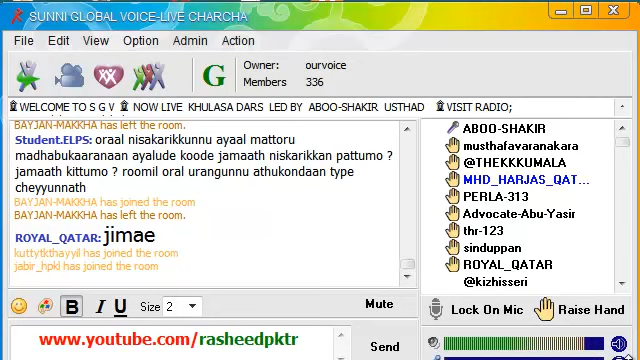 SUNNI GLOBAL VOICE-LIVE CHARCHA
File Edit View Option Admin Action
G
Owner: ourvoice
Members 336
WELCOME TO S G V NOW LIVE KHULASA DARS LED BY ABOO-SHAKIR USTHAD VISIT RADIO;
BAYJAN-MAKKHA has left the room.
Student.ELPS: oraal nisakarikkunnu ayaal mattoru
madhabukaaranaan ayalude koode jamaath niskarikkan pattumo ?
jamaath kittumo ? roomil oral urangunnu athukondaan type
cheyyunnath
BAYJAN-MAKKHA has joined the room
BAYJAN-MAKKHA has left the room.
ROYAL_QATAR: jimae
kuttytkthayyil has joined the room
jabir_hpkl has joined the room
ABOO-SHAKIR
musthafavaranakara
@THEKKKUMALA
MHD_HARJAS_QAT...
PERLA-313
Advocate-Abu-Yasir
thr-123
sinduppan
ROYAL_QATAR
@kizhisseri
B I U Size 2 Mute
Lock On Mic Raise Hand
www.youtube.com/rasheedpktr
Send